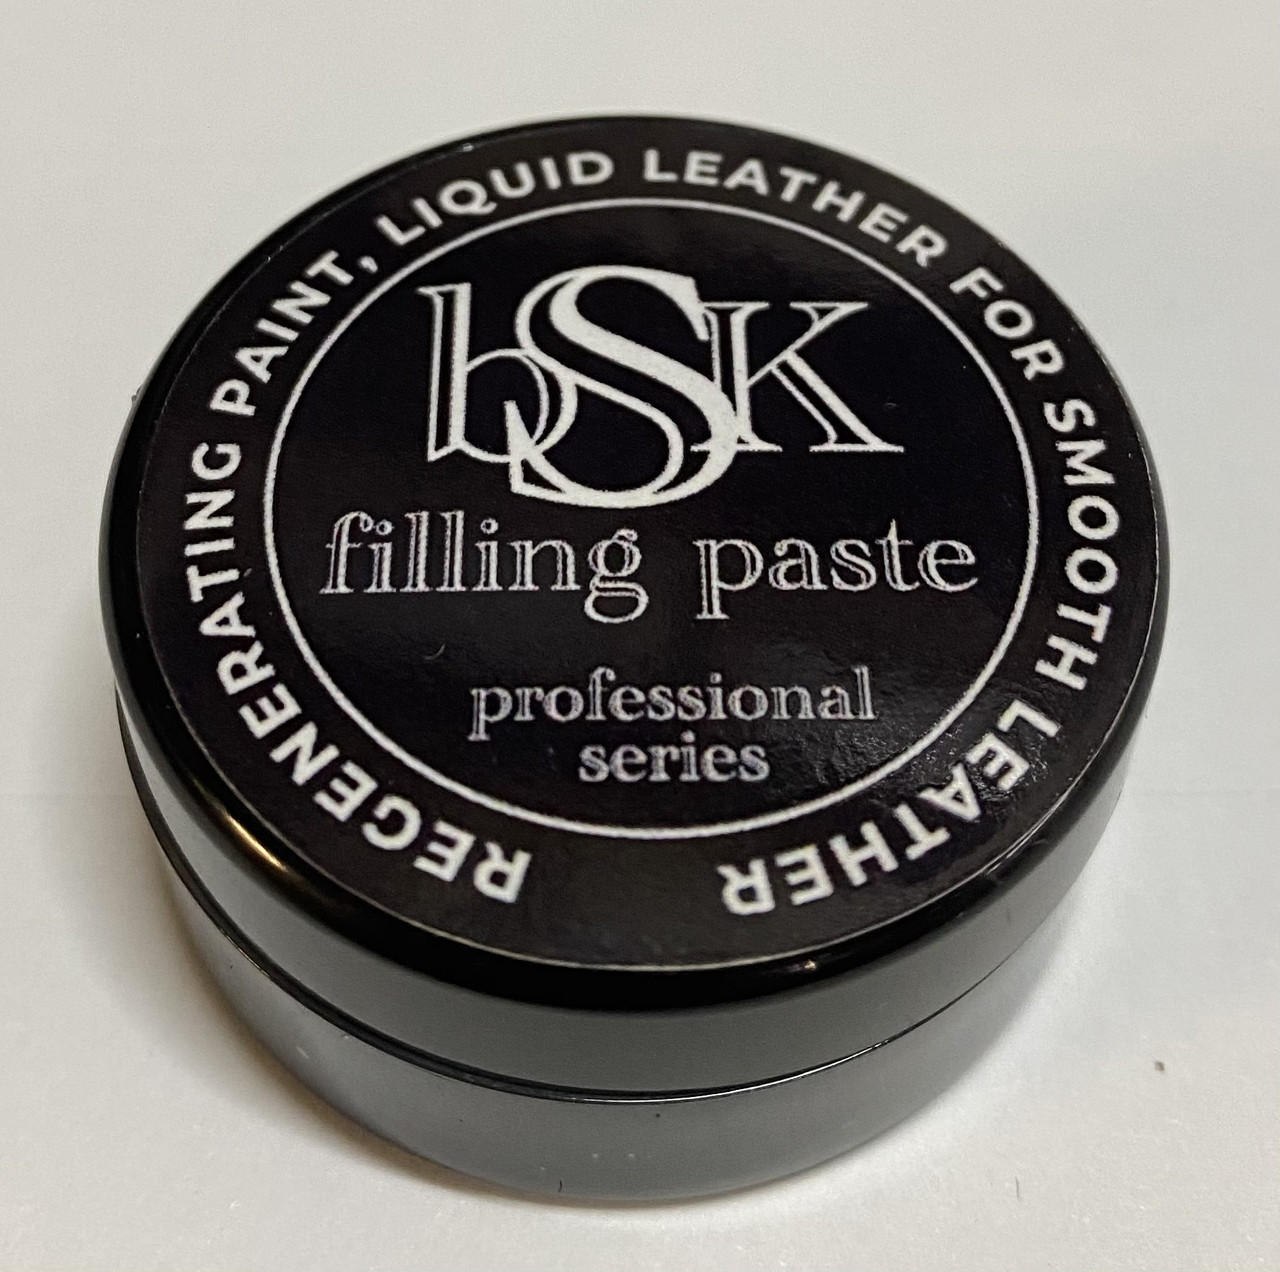 REGENERATING PAINT, LIQUID LEATHER FOR SMOOTH LEATHER
bSK
filling paste
professional
series